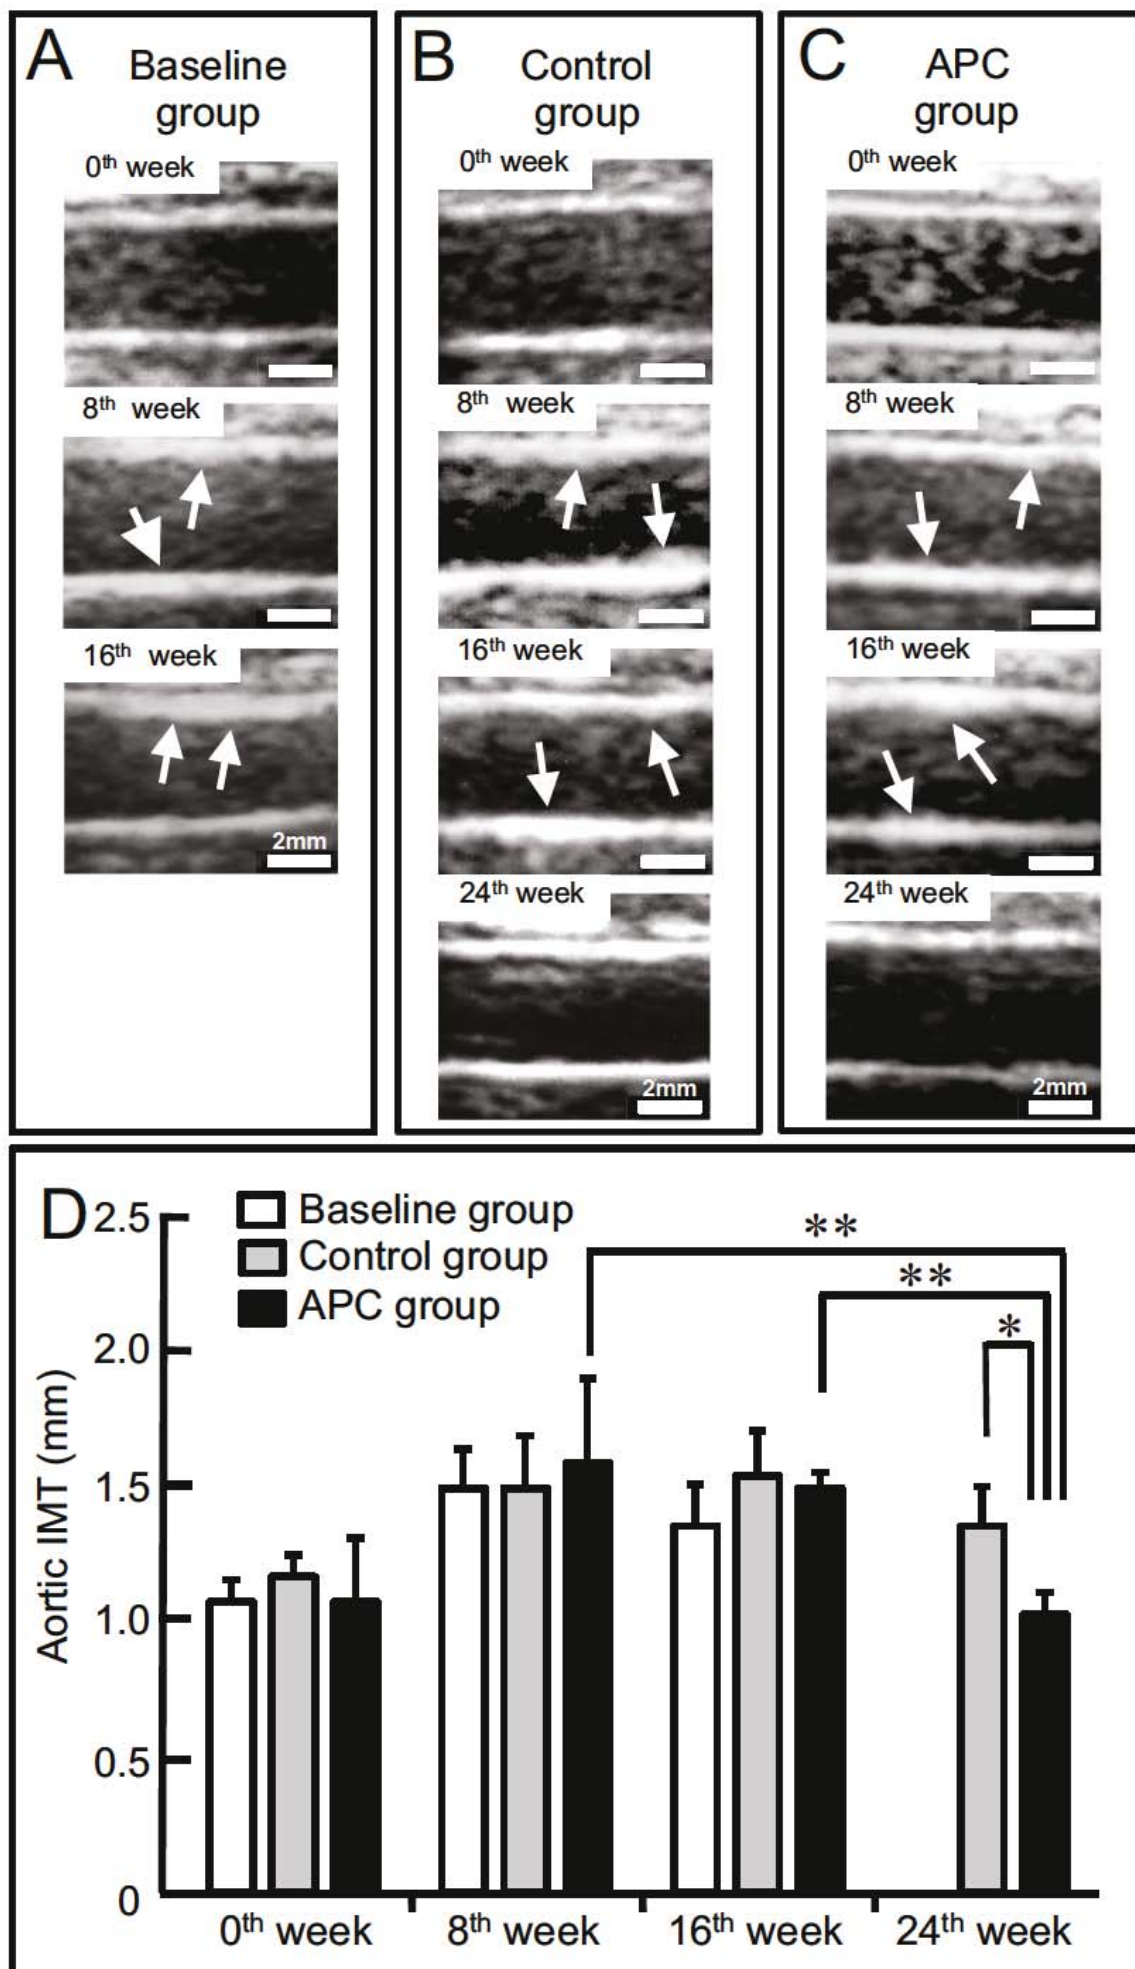 A Baseline group
0th week
8th week
16th week
2mm
B Control group
0th week
8th week
16th week
24th week
2mm
C APC group
0th week
8th week
16th week
24th week
2mm
D
Baseline group
Control group
APC group
**
**
*
Aortic IMT (mm)
2.5
2.0
1.5
1.0
0.5
0
0th week 8th week 16th week 24th week